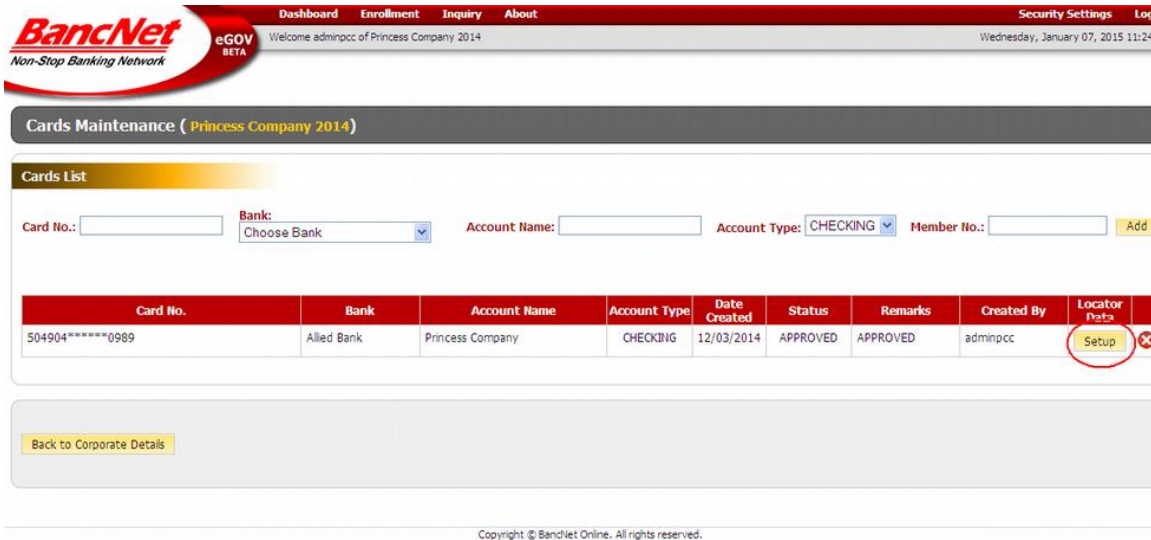 Dashboard Enrollment Inquiry About Security Settings
BancNet eGOV
BETA
Non-Stop Banking Network
Welcome adminpcc of Princess Company 2014 Wednesday, January 07, 2015 11:24
Cards Maintenance ( Princess Company 2014)
Cards List
Card No.: Bank: Choose Bank Account Name: Account Type: CHECKING Member No.: Add
Card No. Bank Account Name Account Type Date Created Status Remarks Created By Locator Data
504904******0989 Allied Bank Princess Company CHECKING 12/03/2014 APPROVED APPROVED adminpcc Setup
Back to Corporate Details
Copyright © BancNet Online. All rights reserved.